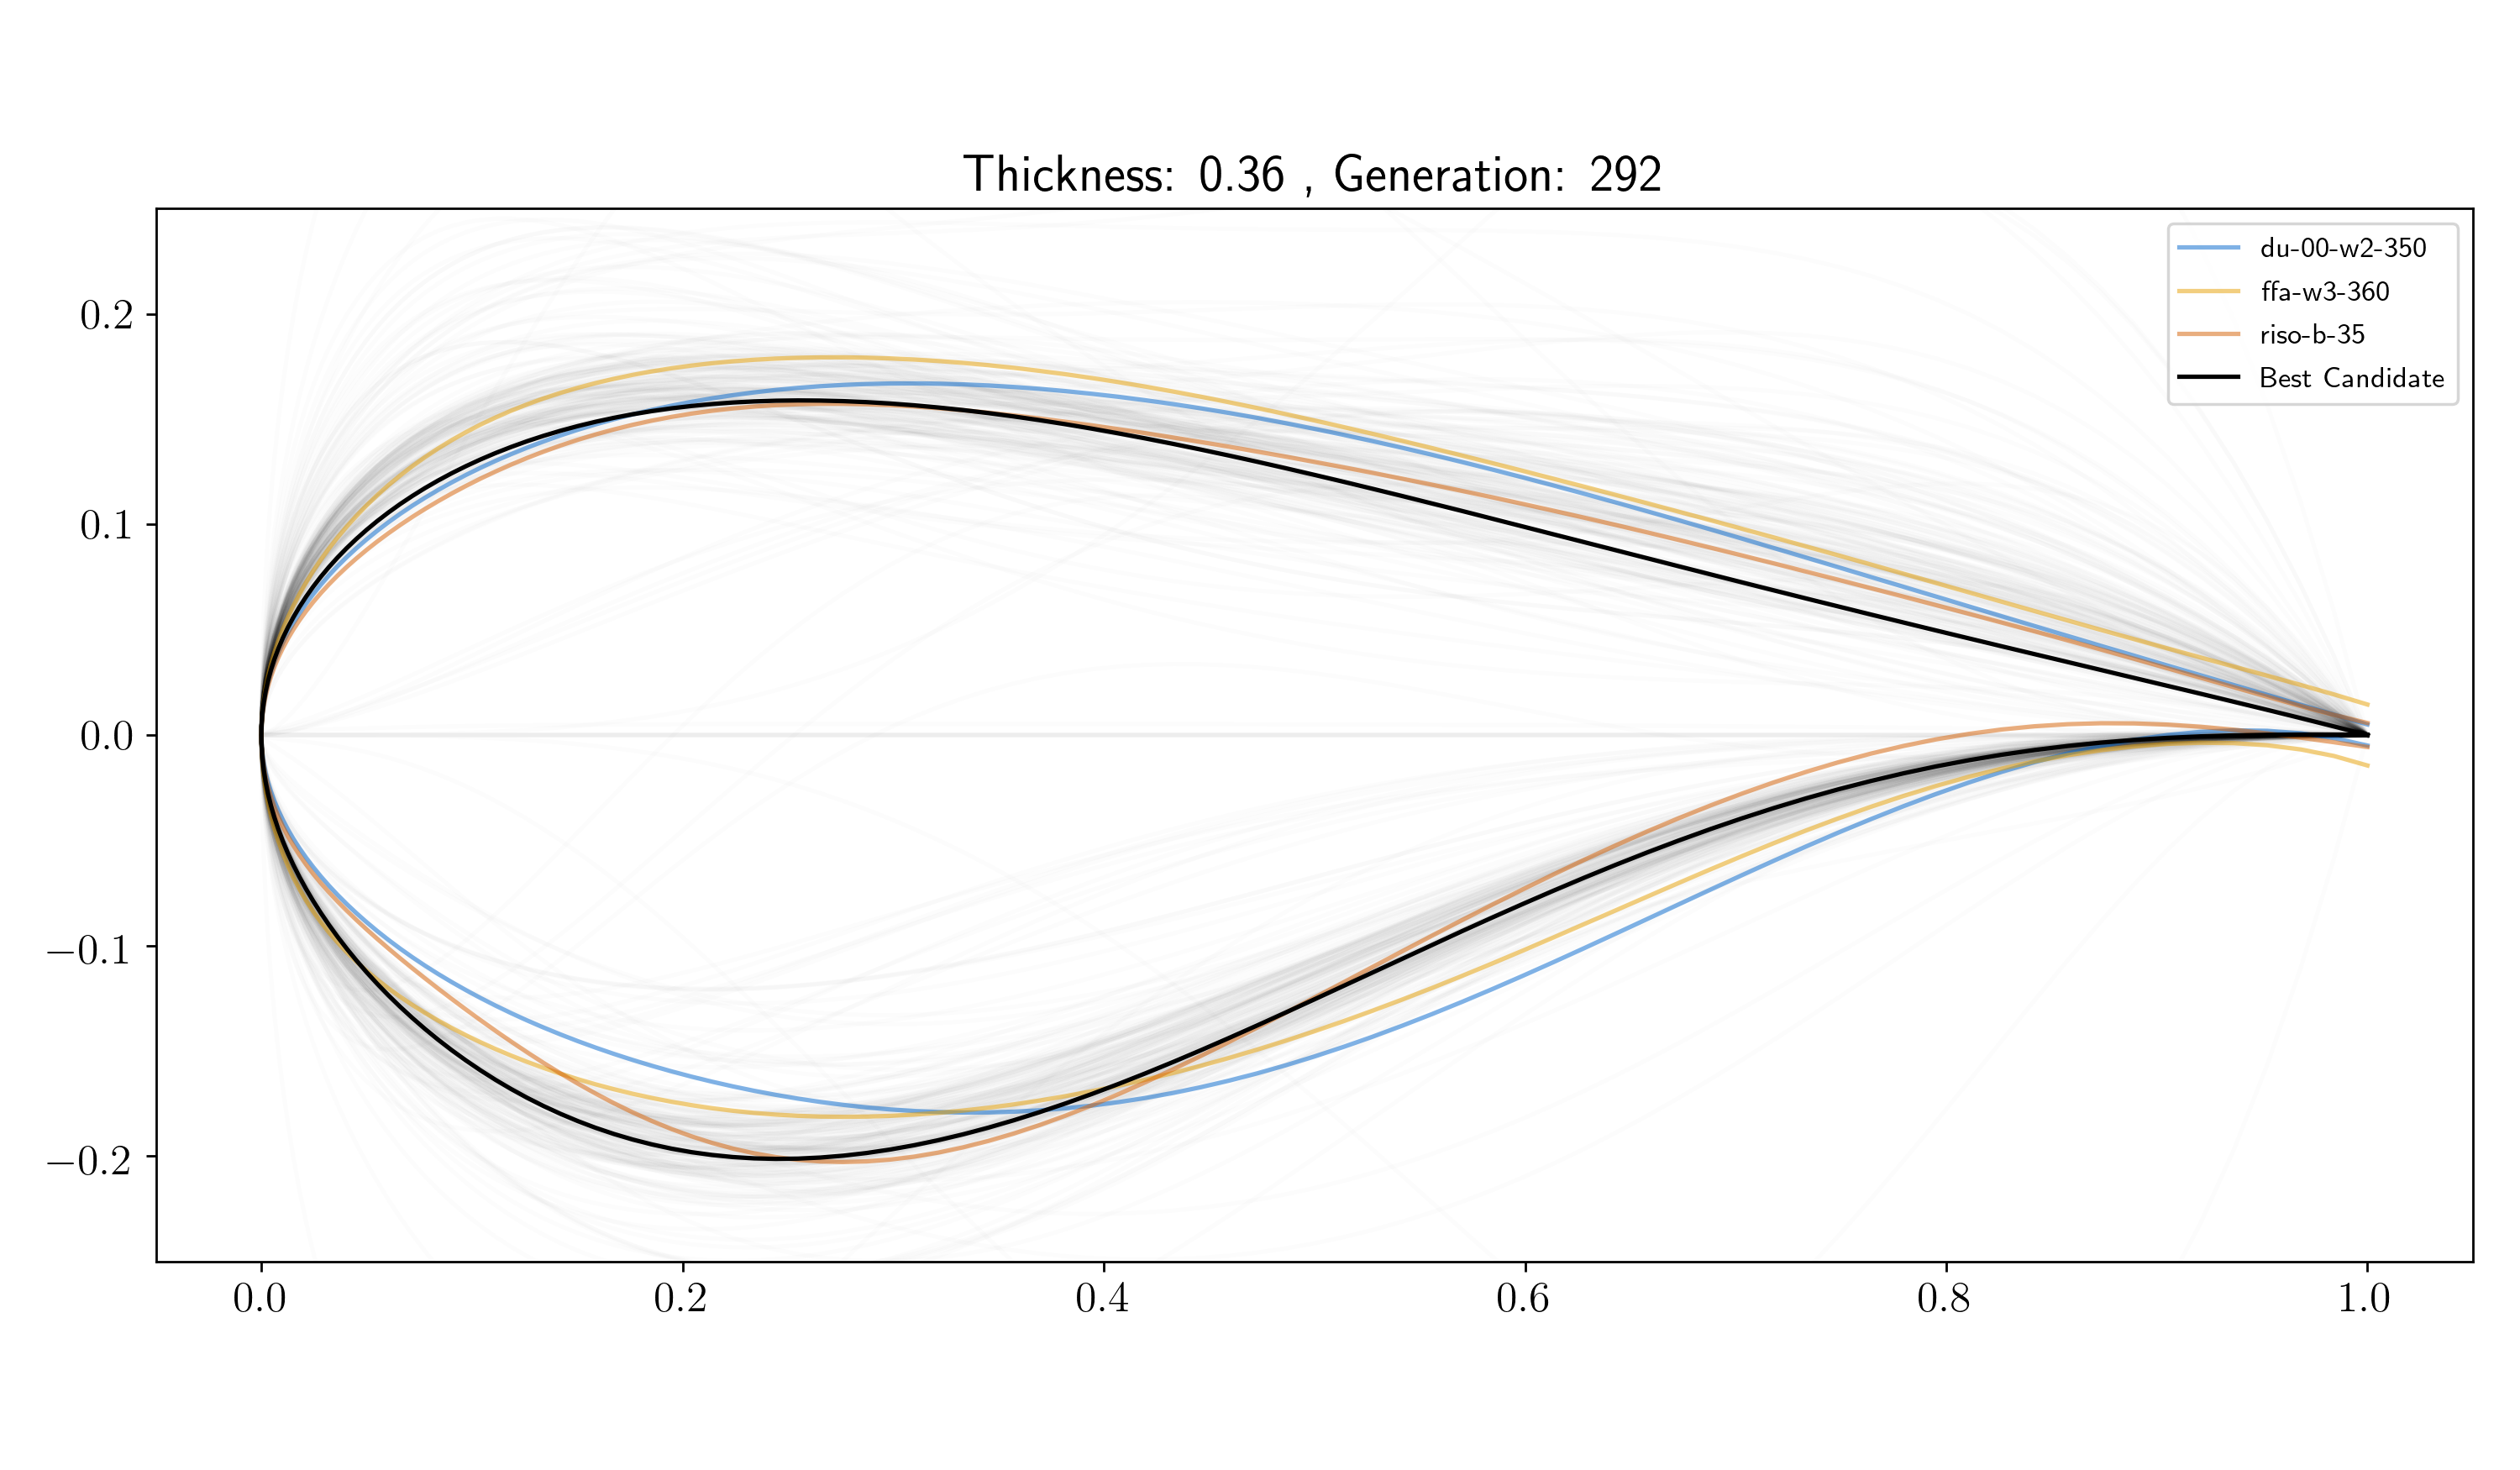 Thickness: 0.36 , Generation: 292
du-00-w2-350
ffa-w3-360
riso-b-35
Best Candidate
0.2
0.1
0.0
−0.1
−0.2
0.0 0.2 0.4 0.6 0.8 1.0